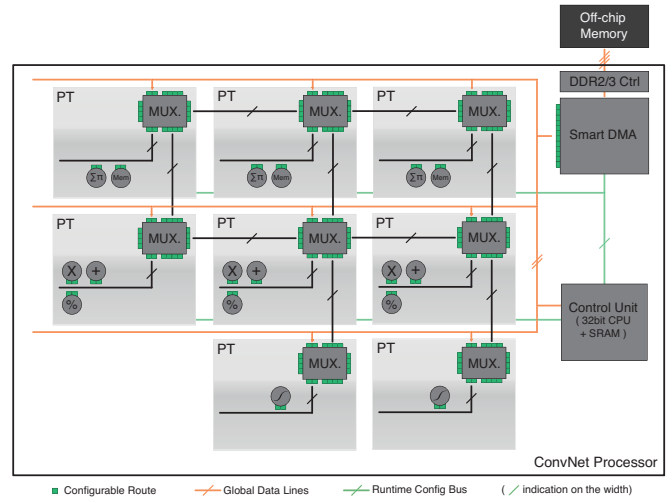 Off-chip
Memory
DDR2/3 Ctrl
Smart DMA
PT
MUX.
PT
MUX.
PT
MUX.
Σπ
Mem
Σπ
Mem
Σπ
Mem
PT
MUX.
PT
MUX.
PT
MUX.
X
+
%
X
+
%
X
+
%
Control Unit
( 32bit CPU
+ SRAM )
PT
MUX.
PT
MUX.
ConvNet Processor
Configurable Route
Global Data Lines
Runtime Config Bus
( / indication on the width)